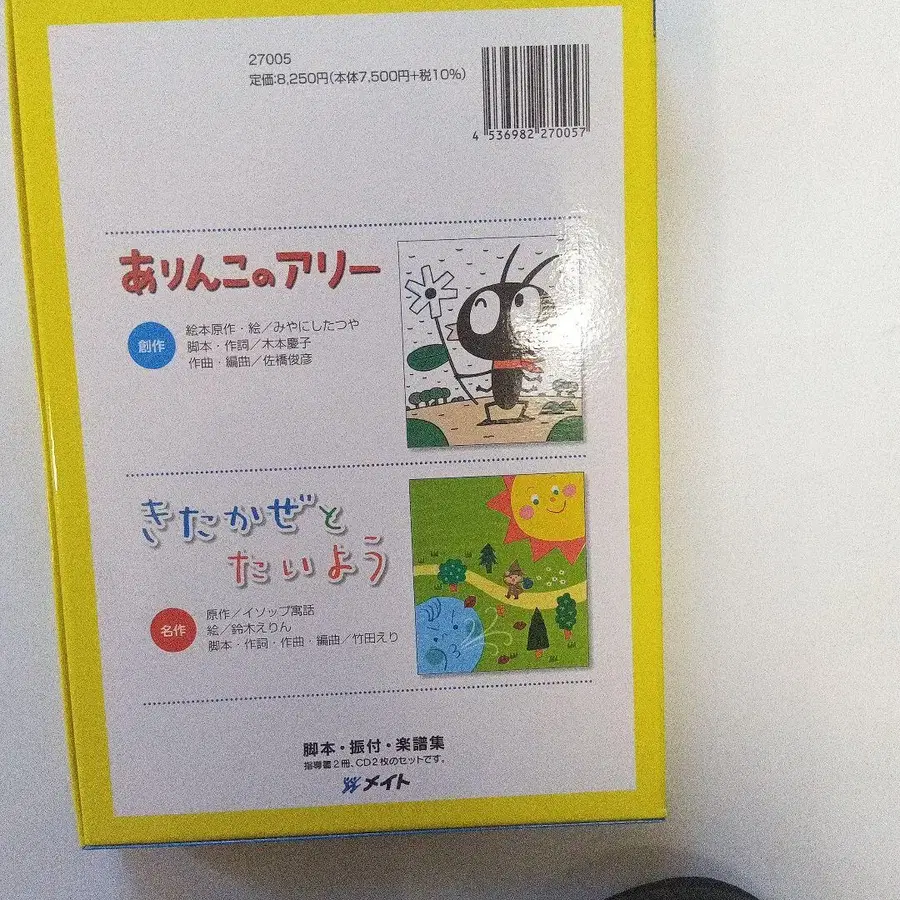 27005
定価:8,250円(本体7,500円+税10%)
4 536982 270057
ありんこのアリー
創作
絵本原作・絵／みやにしたつや
脚本・作詞／木本慶子
作曲・編曲／佐橋俊彦
きたかぜと
たいよう
名作
原作／イソップ寓話
絵／鈴木えりん
脚本・作詞・作曲・編曲／竹田えり
脚本・振付・楽譜集
指導書2冊、CD2枚のセットです。
メイト